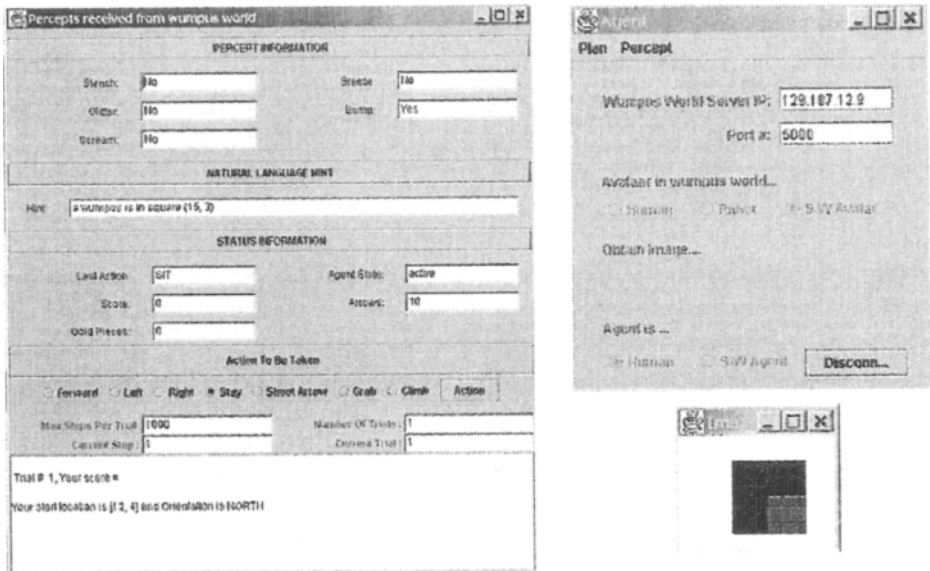 Percepts received from wumpus world
PERCEPT INFORMATION
Stench: No
Breeze No
No
Bump: Yes
Stream: No
NATURAL LANGUAGE HINT
Hint: a wumpus is in square (15, 3)
STATUS INFORMATION
Last Action SIT
Agent State: active
Score: 0
Arrows: 10
Gold Pieces: 0
Action To Be Taken
Forward Left Right Stay Shoot Arrow Grab Climb Action
Max Steps Per Trial 1000
Number Of Trials: 1
Current Step: 1
Current Trial: 1
Trial #: 1, Your score =
Your start location is and Orientation is NORTH
Agent
Plan Percept
Wumpus World Server IP: 129.107.12.9
Port #: 5000
Avataar in wumpus world...
Human Robot S/W Avatar
Obtain Image...
Agent is ...
Human S/W Agent Disconn...